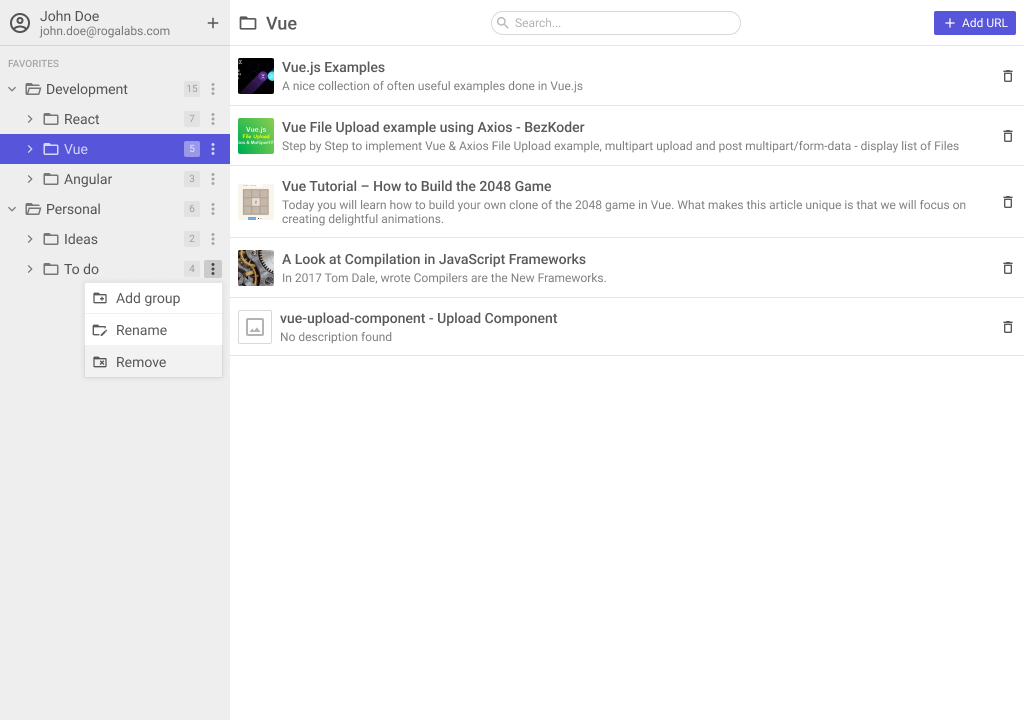 John Doe
john.doe@rogalabs.com
FAVORITES
Development 15
React 7
Vue 5
Angular 3
Personal 6
Ideas 2
To do 4
Add group
Rename
Remove
Vue
Search...
Add URL
Vue.js Examples
A nice collection of often useful examples done in Vue.js
Vue.js
File Upload
Vue File Upload example using Axios - BezKoder
Step by Step to implement Vue & Axios File Upload example, multipart upload and post multipart/form-data - display list of Files
Vue Tutorial – How to Build the 2048 Game
Today you will learn how to build your own clone of the 2048 game in Vue. What makes this article unique is that we will focus on
creating delightful animations.
A Look at Compilation in JavaScript Frameworks
In 2017 Tom Dale, wrote Compilers are the New Frameworks.
vue-upload-component - Upload Component
No description found